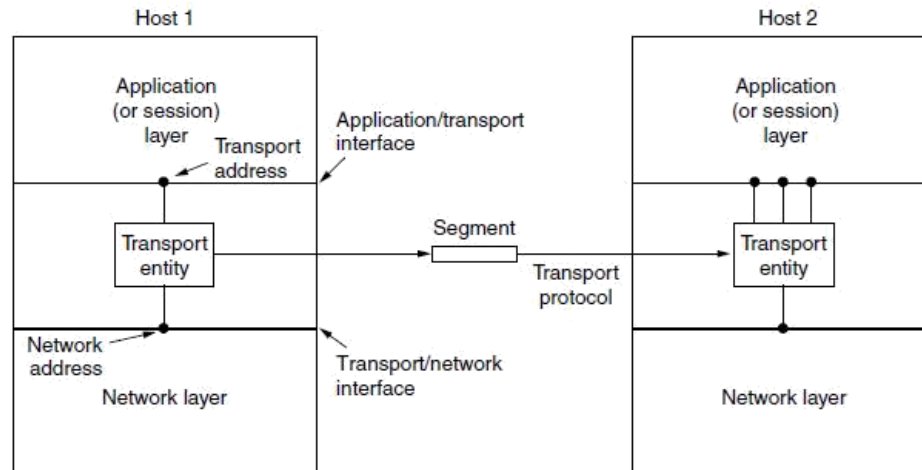 Host 1
Host 2
Application
(or session)
layer
Transport
address
Application/transport
interface
Application
(or session)
layer
Transport
entity
Segment
Transport
protocol
Transport
entity
Network
address
Transport/network
interface
Network layer
Network layer